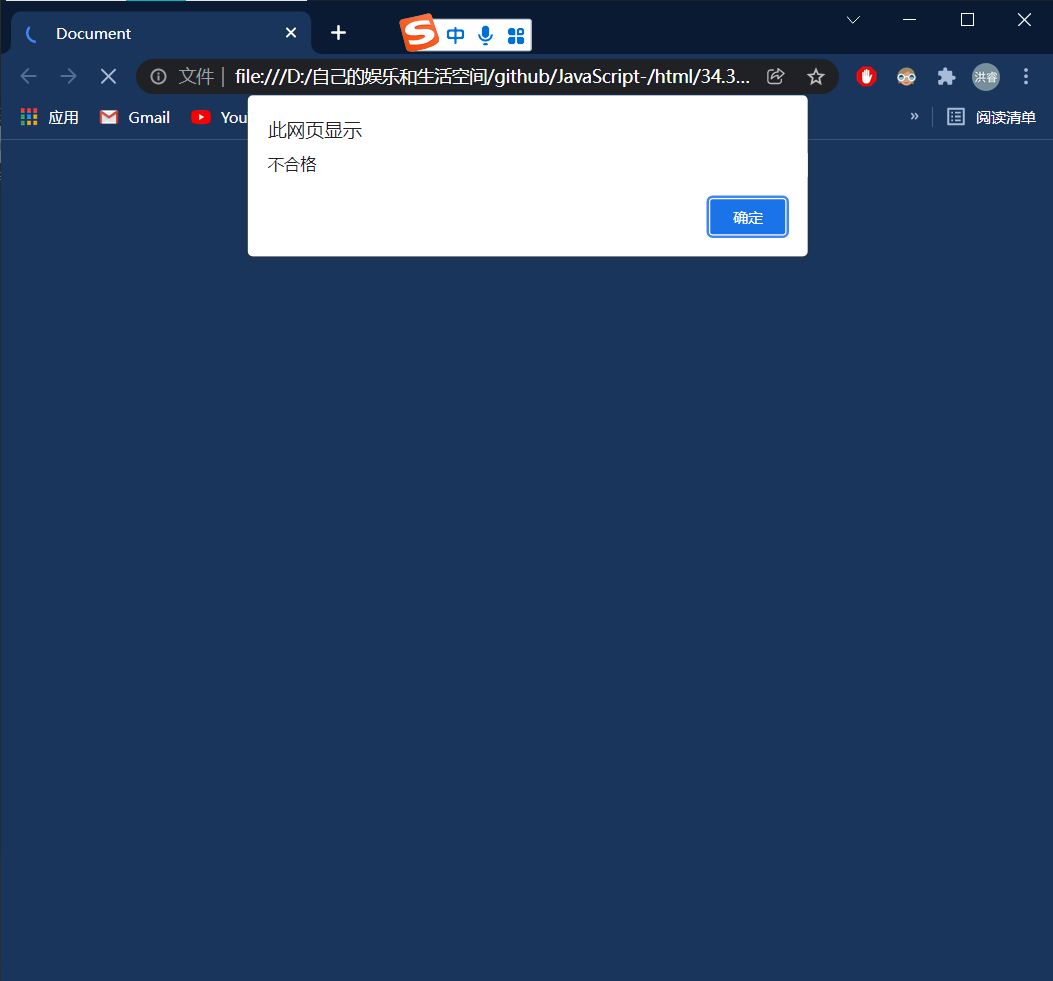 Document
中
文件 file:///D:/自己的娱乐和生活空间/github/JavaScript-/html/34.3...
洪睿
应用 Gmail You » 阅读清单
此网页显示
不合格
确定